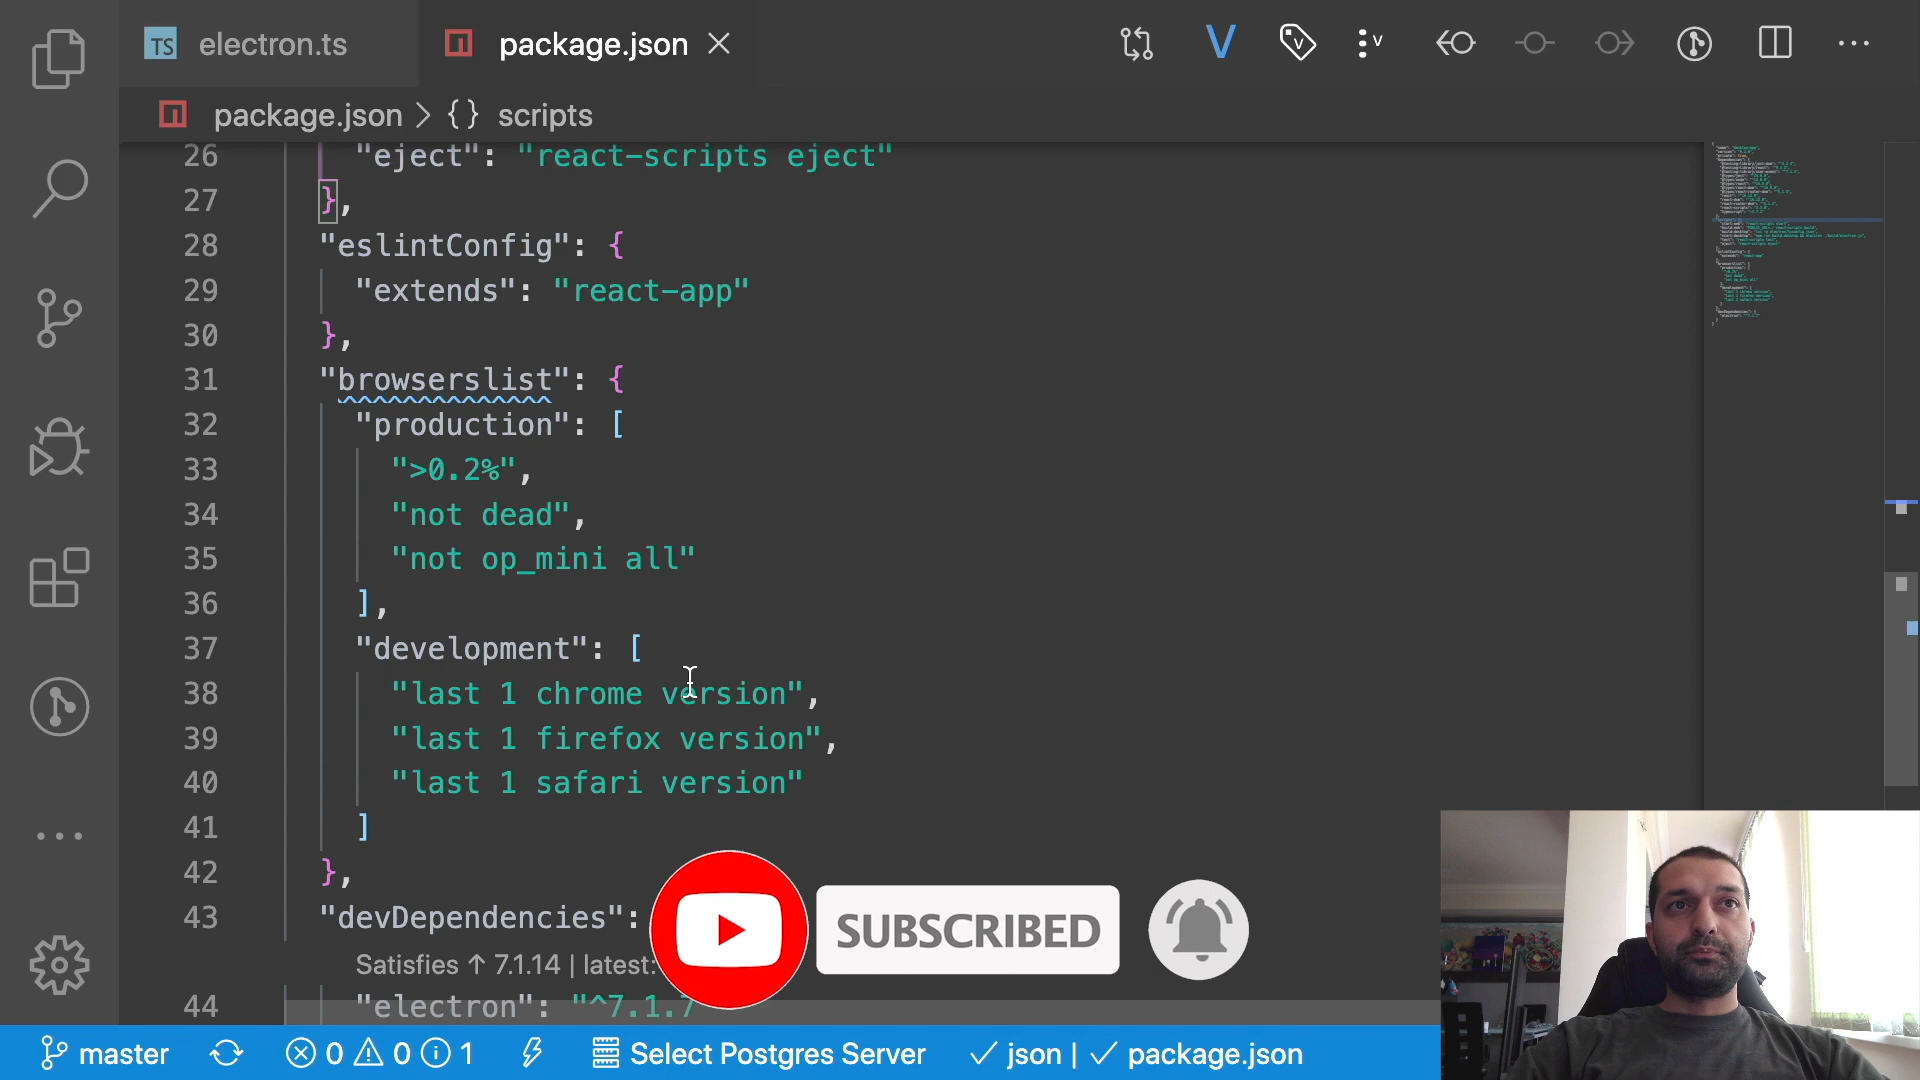 TS electron.ts
package.json
package.json > {} scripts
26 "eject": "react-scripts eject"
27 },
28 "eslintConfig": {
29 "extends": "react-app"
30 },
31 "browserslist": {
32 "production": [
33 ">0.2%",
34 "not dead",
35 "not op_mini all"
36 ],
37 "development": [
38 "last 1 chrome version",
39 "last 1 firefox version",
40 "last 1 safari version"
41 ]
42 },
43 "devDependencies":
Satisfies ↑ 7.1.14 | latest:
44 "electron": "^7.1.7
SUBSCRIBED
master 0 0 1 Select Postgres Server ✓ json | ✓ package.json